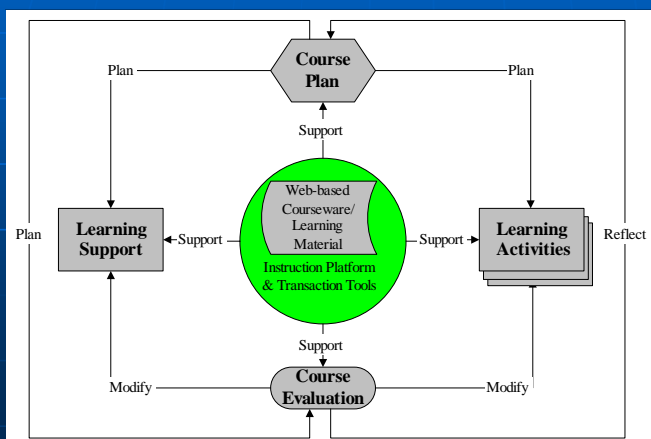 Course
Plan
Plan
Plan
Support
Web-based
Courseware/
Learning
Material
Instruction Platform
& Transaction Tools
Plan
Learning
Support
Support
Support
Learning
Activities
Reflect
Support
Modify
Course
Evaluation
Modify